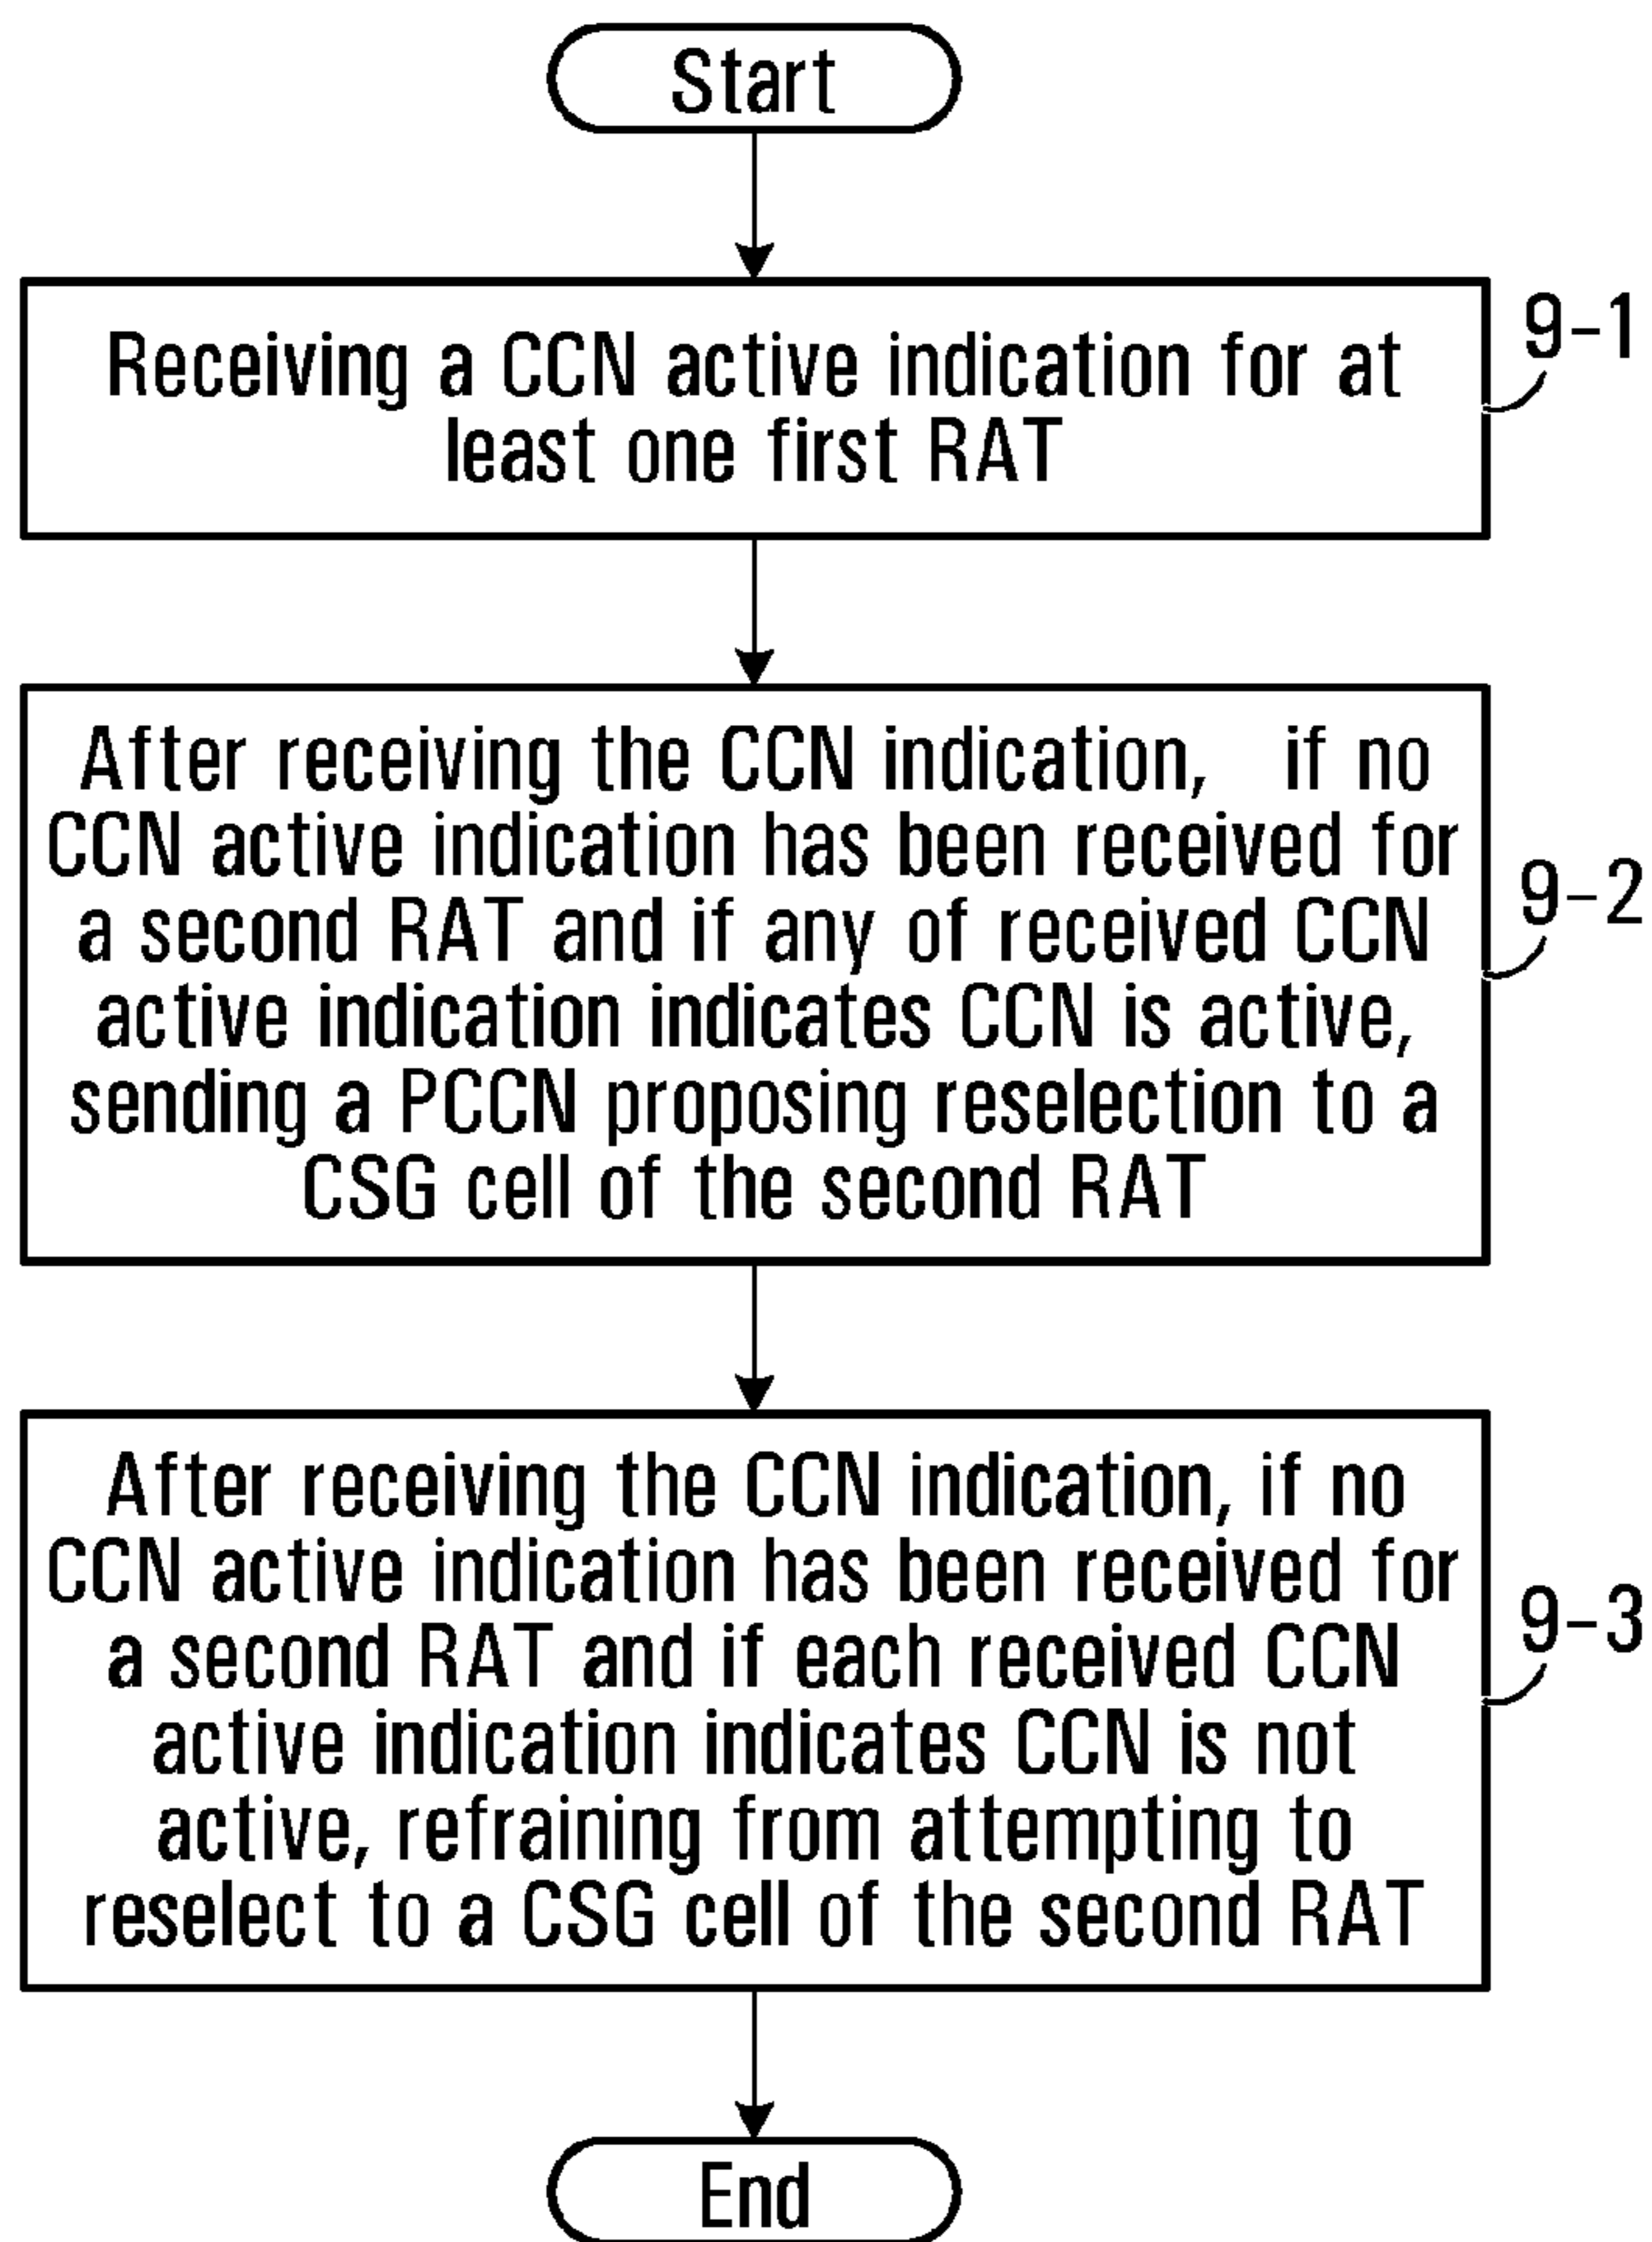 Start
Receiving a CCN active indication for at
least one first RAT
9-1
After receiving the CCN indication, if no
CCN active indication has been received for
a second RAT and if any of received CCN
active indication indicates CCN is active,
sending a PCCN proposing reselection to a
CSG cell of the second RAT
9-2
After receiving the CCN indication, if no
CCN active indication has been received for
a second RAT and if each received CCN
active indication indicates CCN is not
active, refraining from attempting to
reselect to a CSG cell of the second RAT
9-3
End